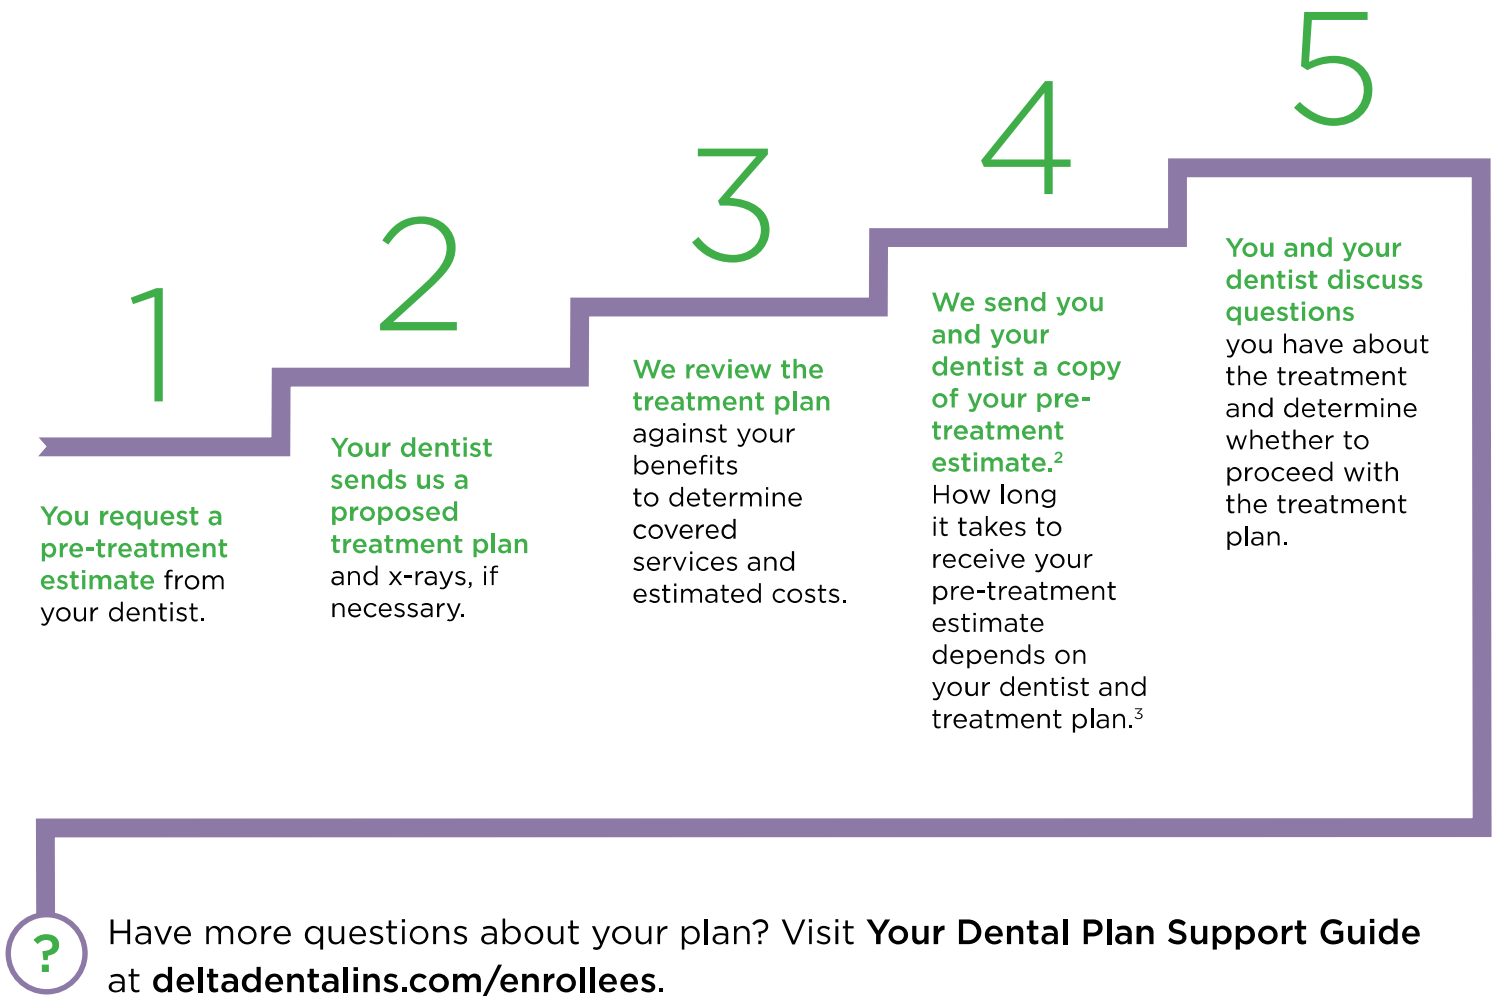 1
You request a
pre-treatment
estimate from
your dentist.
2
Your dentist
sends us a
proposed
treatment plan
and x-rays, if
necessary.
3
We review the
treatment plan
against your
benefits
to determine
covered
services and
estimated costs.
4
We send you
and your
dentist a copy
of your pre-
treatment
estimate.²
How long
it takes to
receive your
pre-treatment
estimate
depends on
your dentist and
treatment plan.³
5
You and your
dentist discuss
questions
you have about
the treatment
and determine
whether to
proceed with
the treatment
plan.
?
Have more questions about your plan? Visit Your Dental Plan Support Guide
at deltadentalins.com/enrollees.